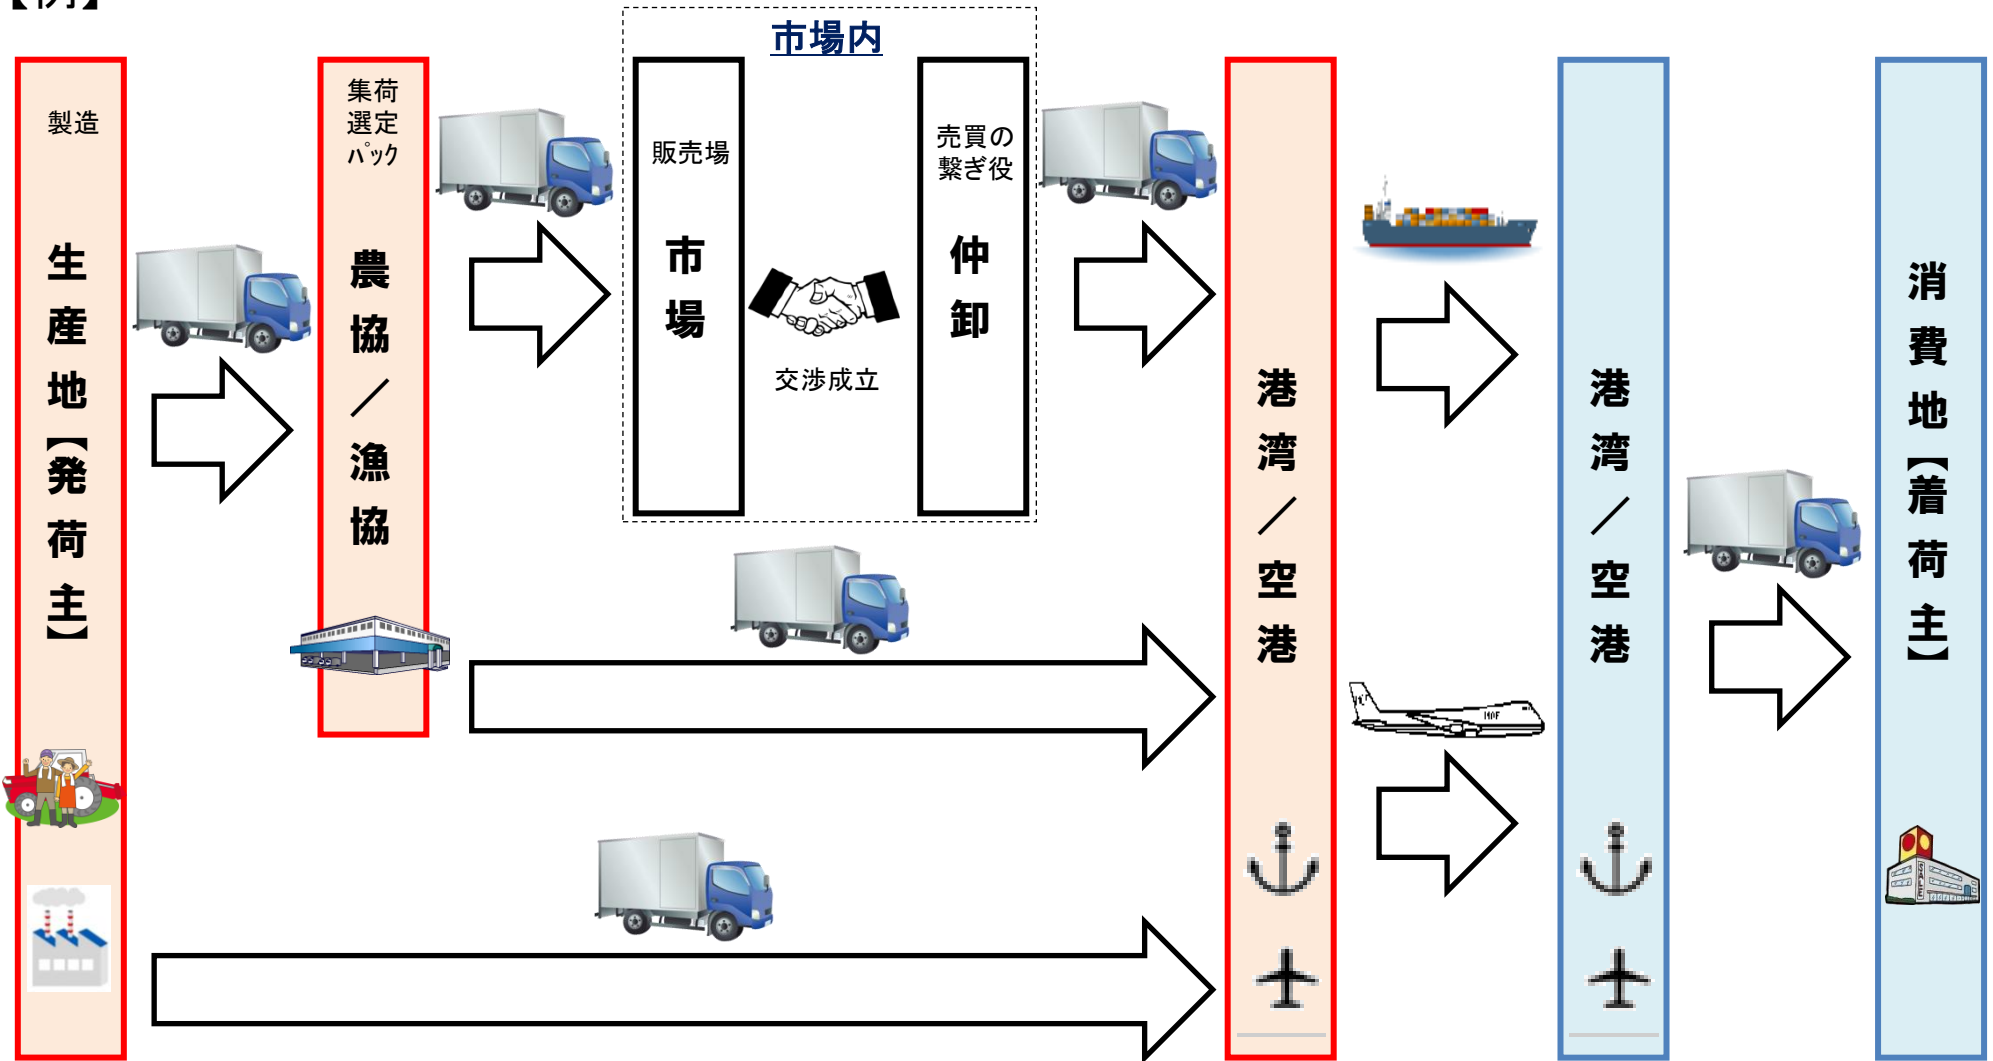 【例】
市場内
製造
生産地【発荷主】
集荷
選定
ﾊﾟｯｸ
農協／漁協
販売場
市場
交渉成立
売買の
繋ぎ役
仲卸
港湾／空港
港湾／空港
消費地【着荷主】
SALE